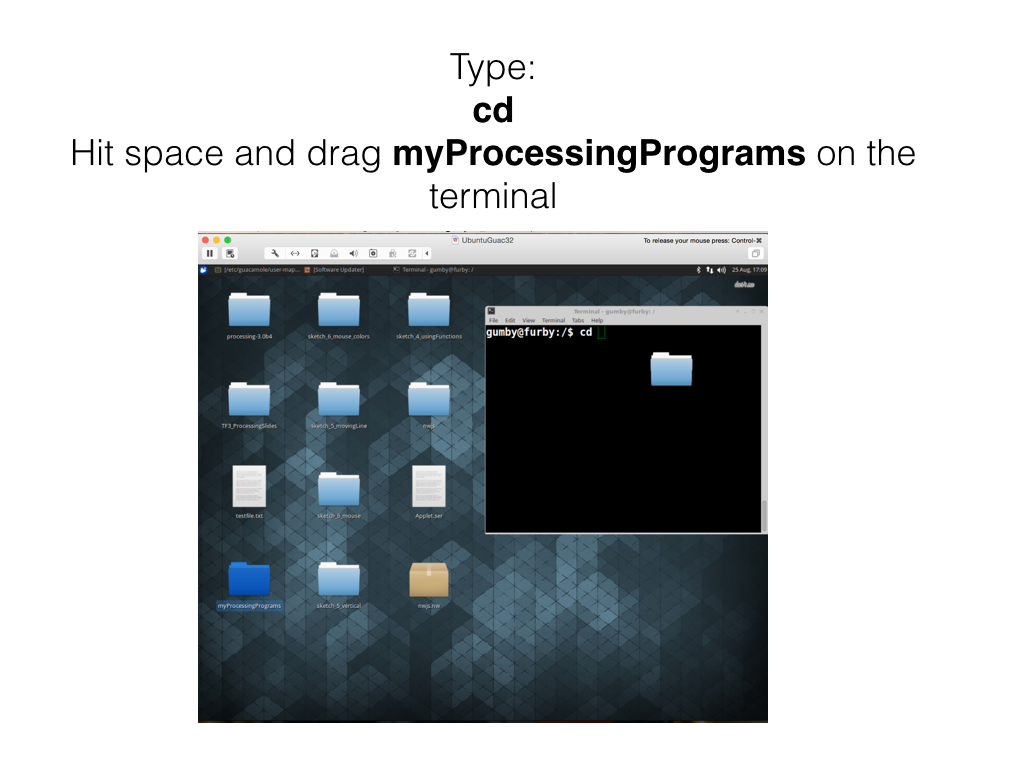 Type:
cd
Hit space and drag myProcessingPrograms on the
terminal
UbuntuGuac32
To release your mouse press: Control-⌘
[/etc/guacamole/user-map...
[Software Updater]
Terminal - gumby@furby: /
25 Aug, 17:09
processing-3.0b4
sketch_6_mouse_colors
sketch_4_usingFunctions
Terminal - gumby@furby: /
File Edit View Terminal Tabs Help
gumby@furby:/$ cd
TF3_ProcessingSlides
sketch_5_movingLine
nwjs
testfile.txt
sketch_6_mouse
Applet.ser
myProcessingPrograms
sketch_5_vertical
nwjs.nw